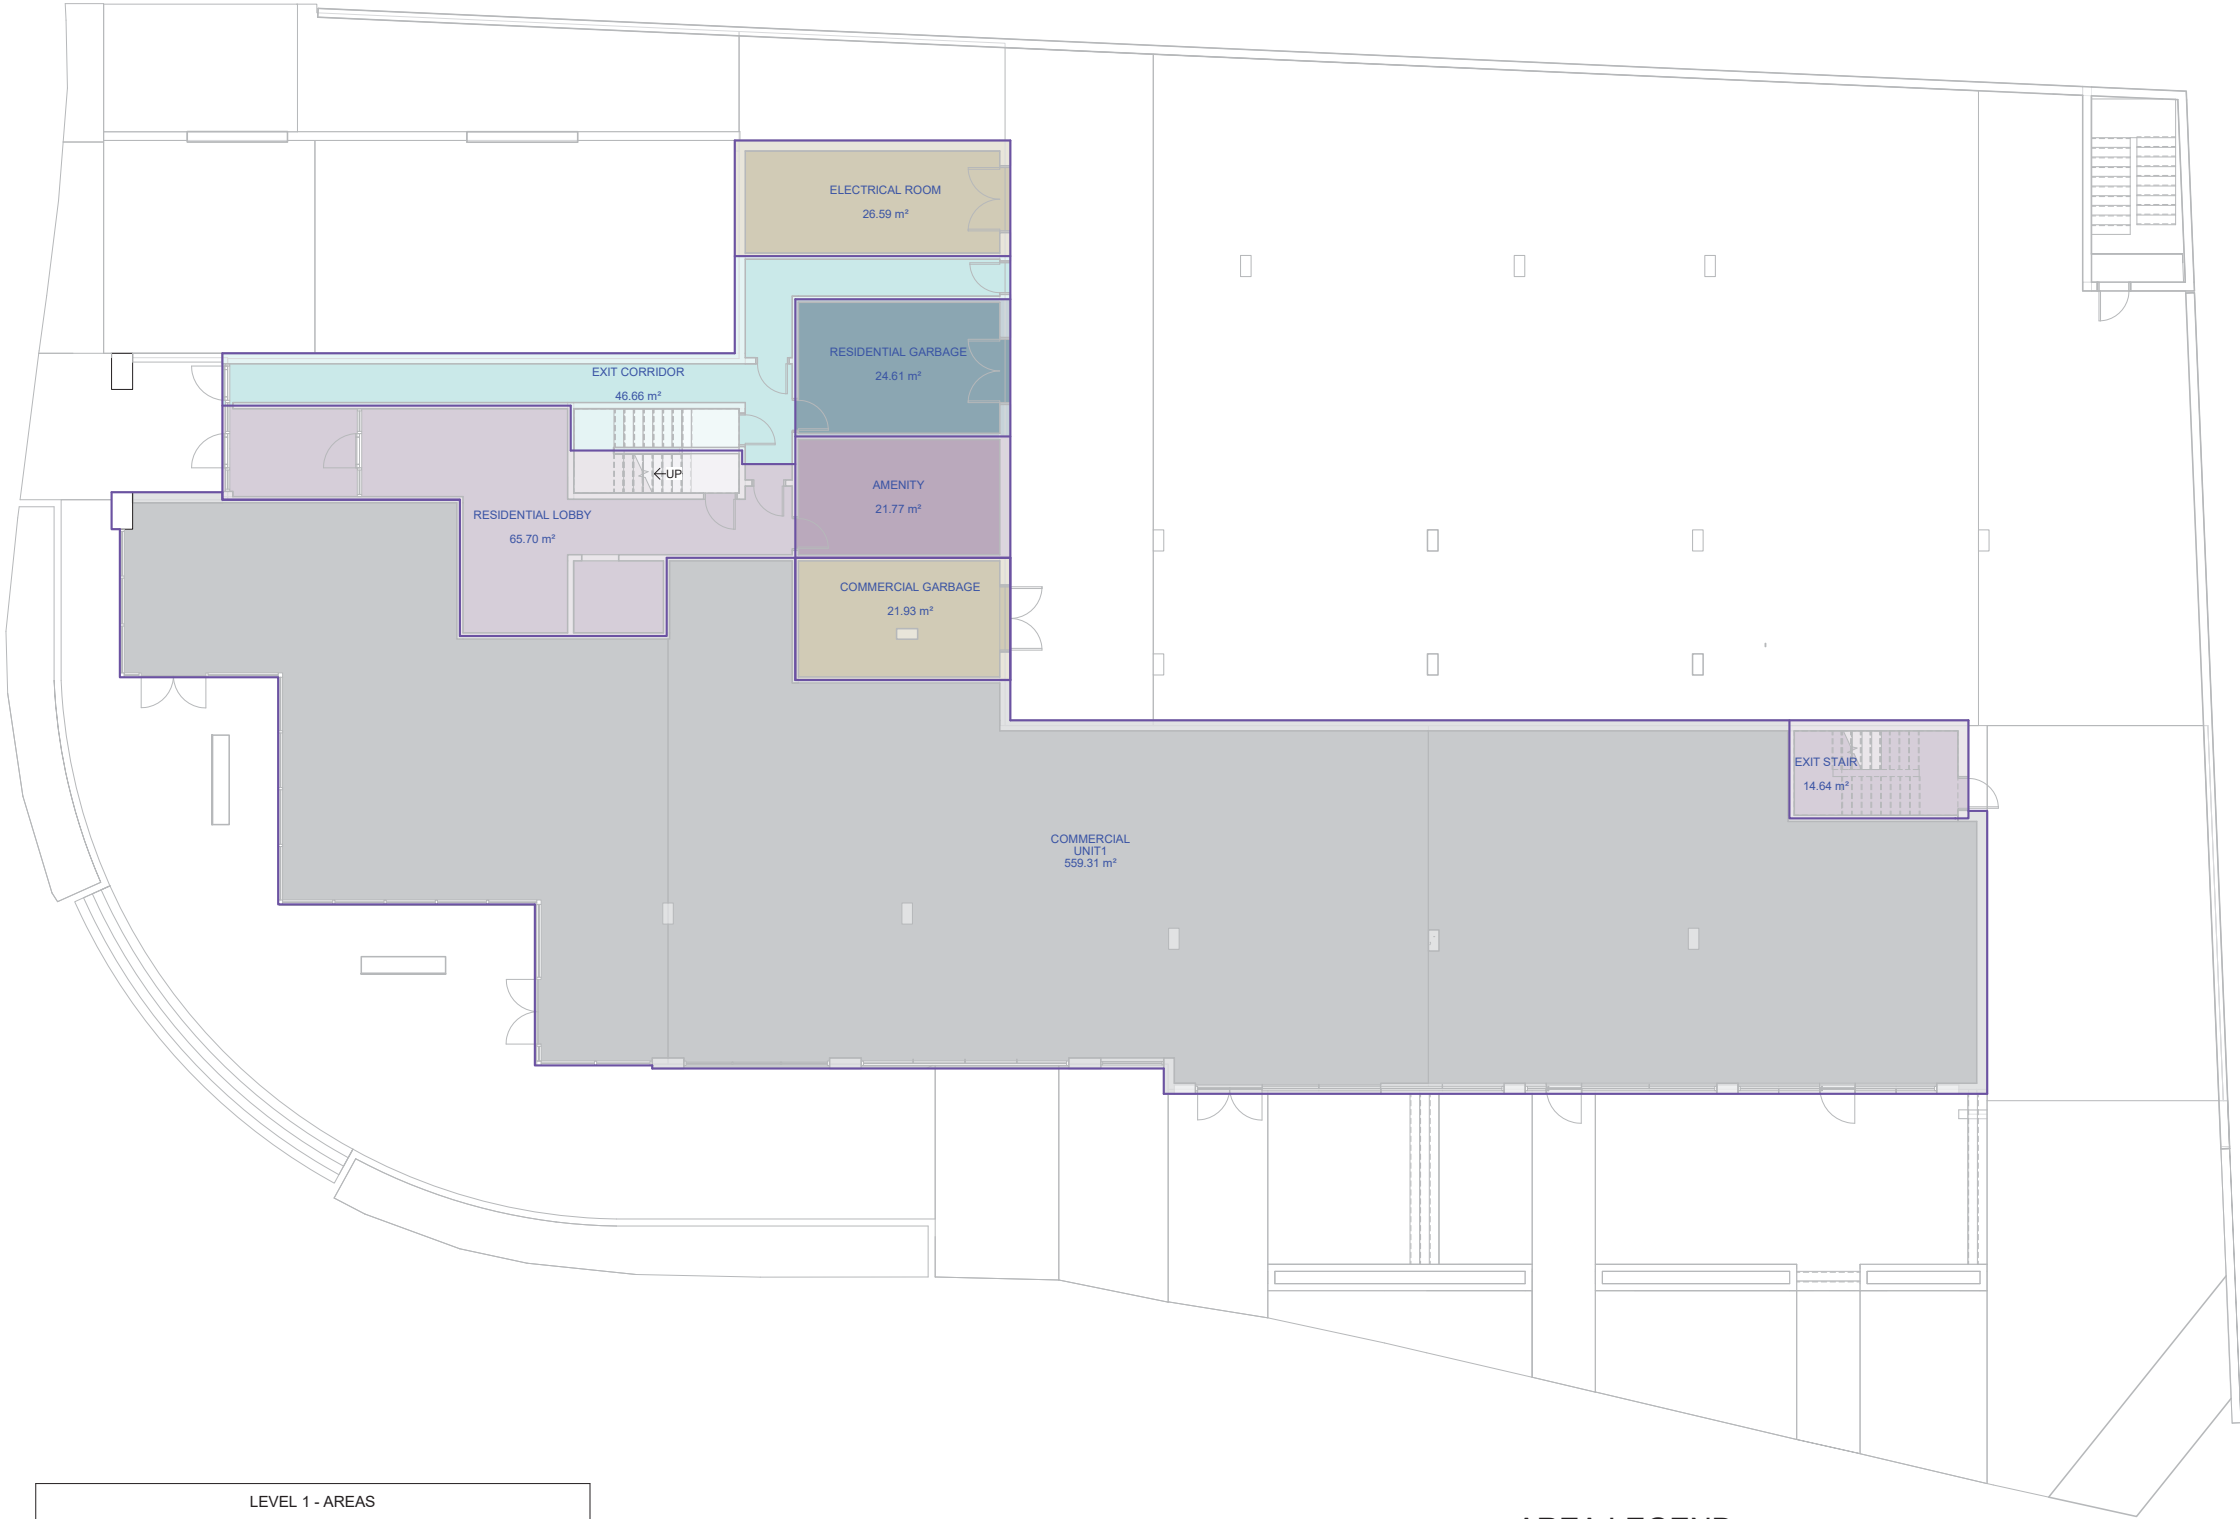 ELECTRICAL ROOM
26.59 m²
RESIDENTIAL GARBAGE
24.61 m²
EXIT CORRIDOR
46.66 m²
UP
AMENITY
21.77 m²
RESIDENTIAL LOBBY
65.70 m²
COMMERCIAL GARBAGE
21.93 m²
EXIT STAIR
14.64 m²
COMMERCIAL
UNIT1
559.31 m²
LEVEL 1 - AREAS
AREA LEGEND